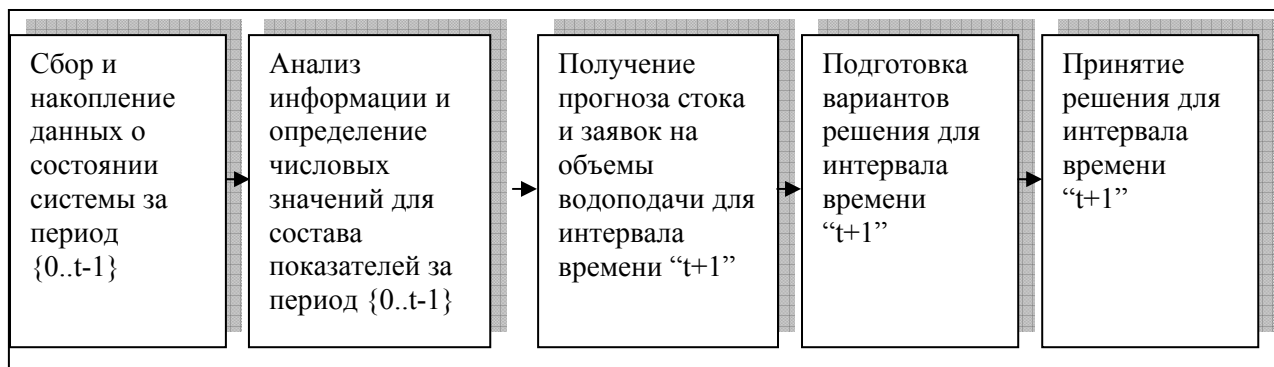 Сбор и
накопление
данных о
состоянии
системы за
период
{0..t-1}
Анализ
информации и
определение
числовых
значений для
состава
показателей за
период {0..t-1}
Получение
прогноза стока
и заявок на
объемы
водоподачи для
интервала
времени “t+1”
Подготовка
вариантов
решения для
интервала
времени
“t+1”
Принятие
решения для
интервала
времени
“t+1”